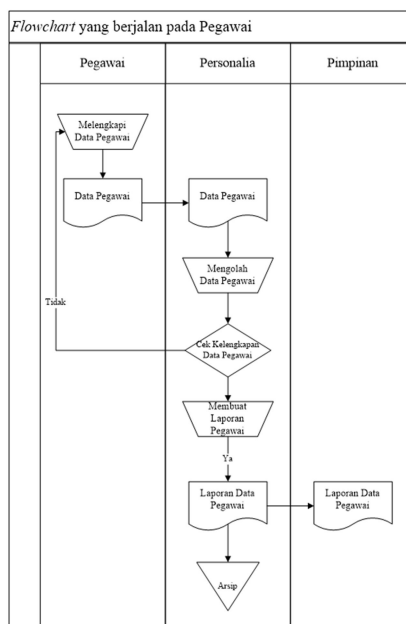 Flowchart yang berjalan pada Pegawai
Pegawai
Personalia
Pimpinan
Melengkapi
Data Pegawai
Data Pegawai
Data Pegawai
Mengolah
Data Pegawai
Tidak
Cek Kelengkapan
Data Pegawai
Membuat
Laporan
Pegawai
Ya
Laporan Data
Pegawai
Laporan Data
Pegawai
Arsip